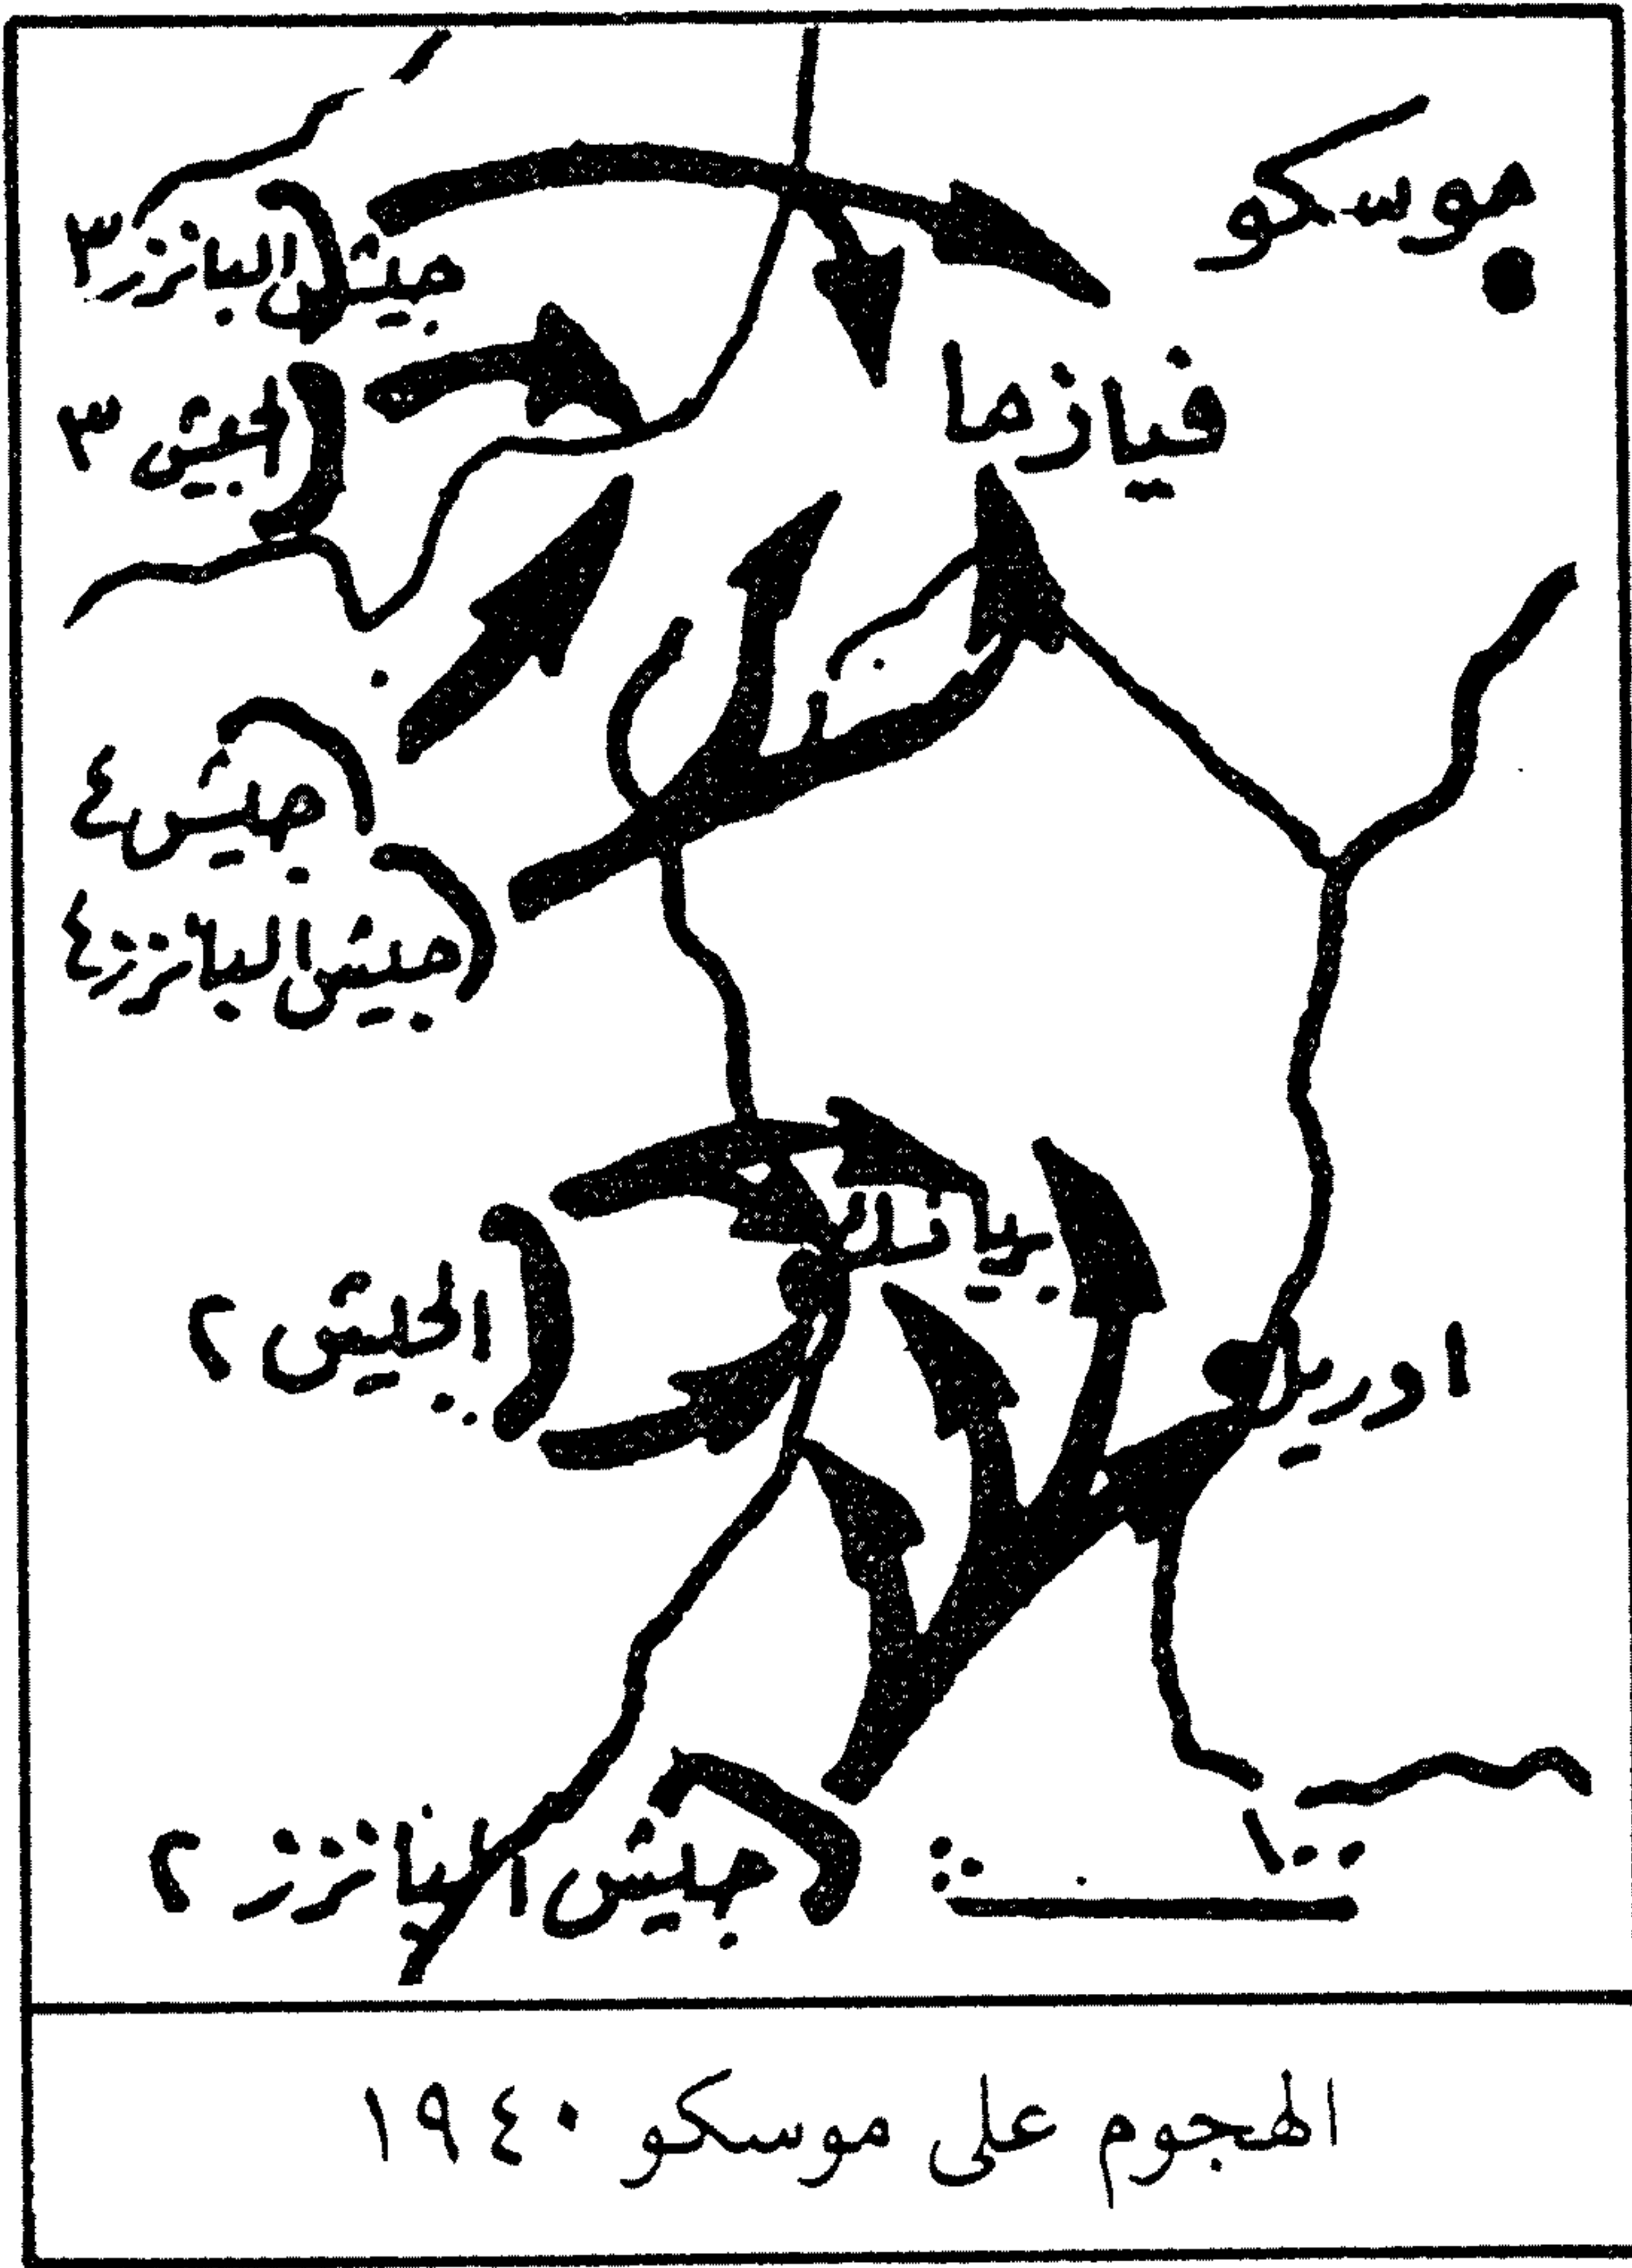 موسكو
جيش البانزر ٣
الجيش ٣
فيازما
جيش ٤
جيش البانزر ٤
الجيش ٢
اوريل
جيش البانزر ٢
الهجوم على موسكو ١٩٤٠